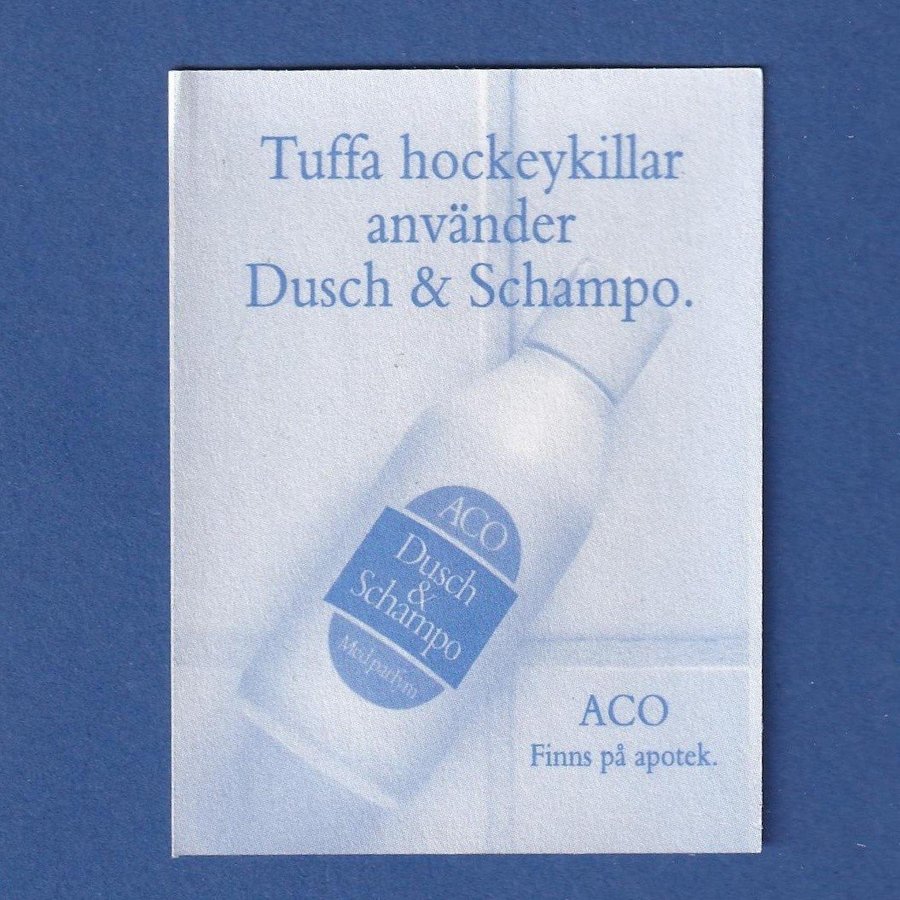 Tuffa hockeykillar
använder
Dusch & Schampo.
ACO
Dusch
&
Schampo
Med parfym
ACO
Finns på apotek.